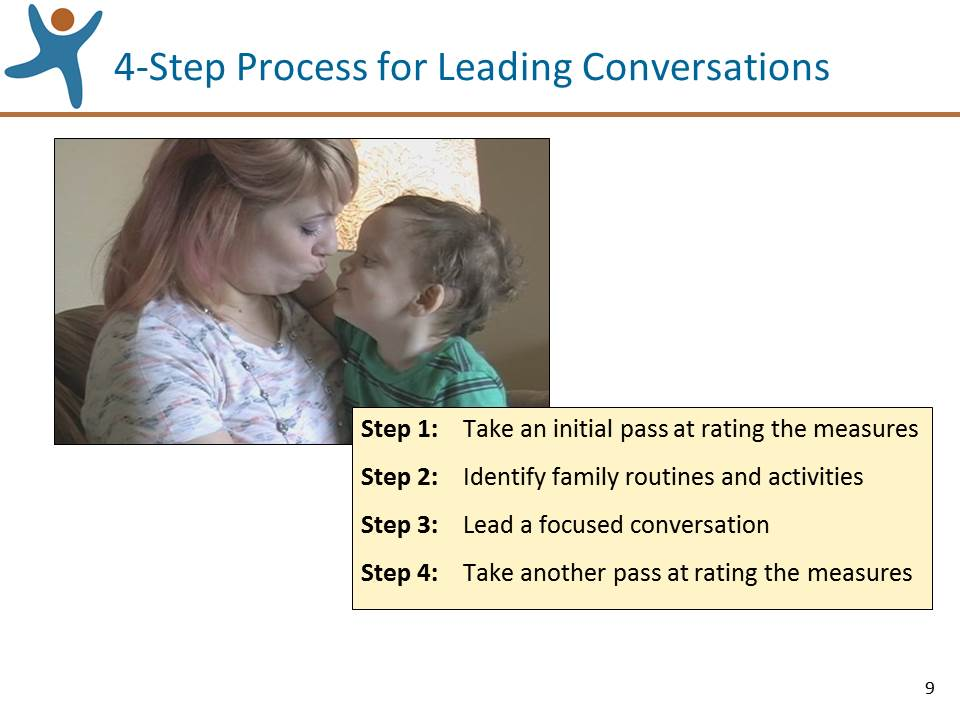 4-Step Process for Leading Conversations
Step 1: Take an initial pass at rating the measures
Step 2: Identify family routines and activities
Step 3: Lead a focused conversation
Step 4: Take another pass at rating the measures
9